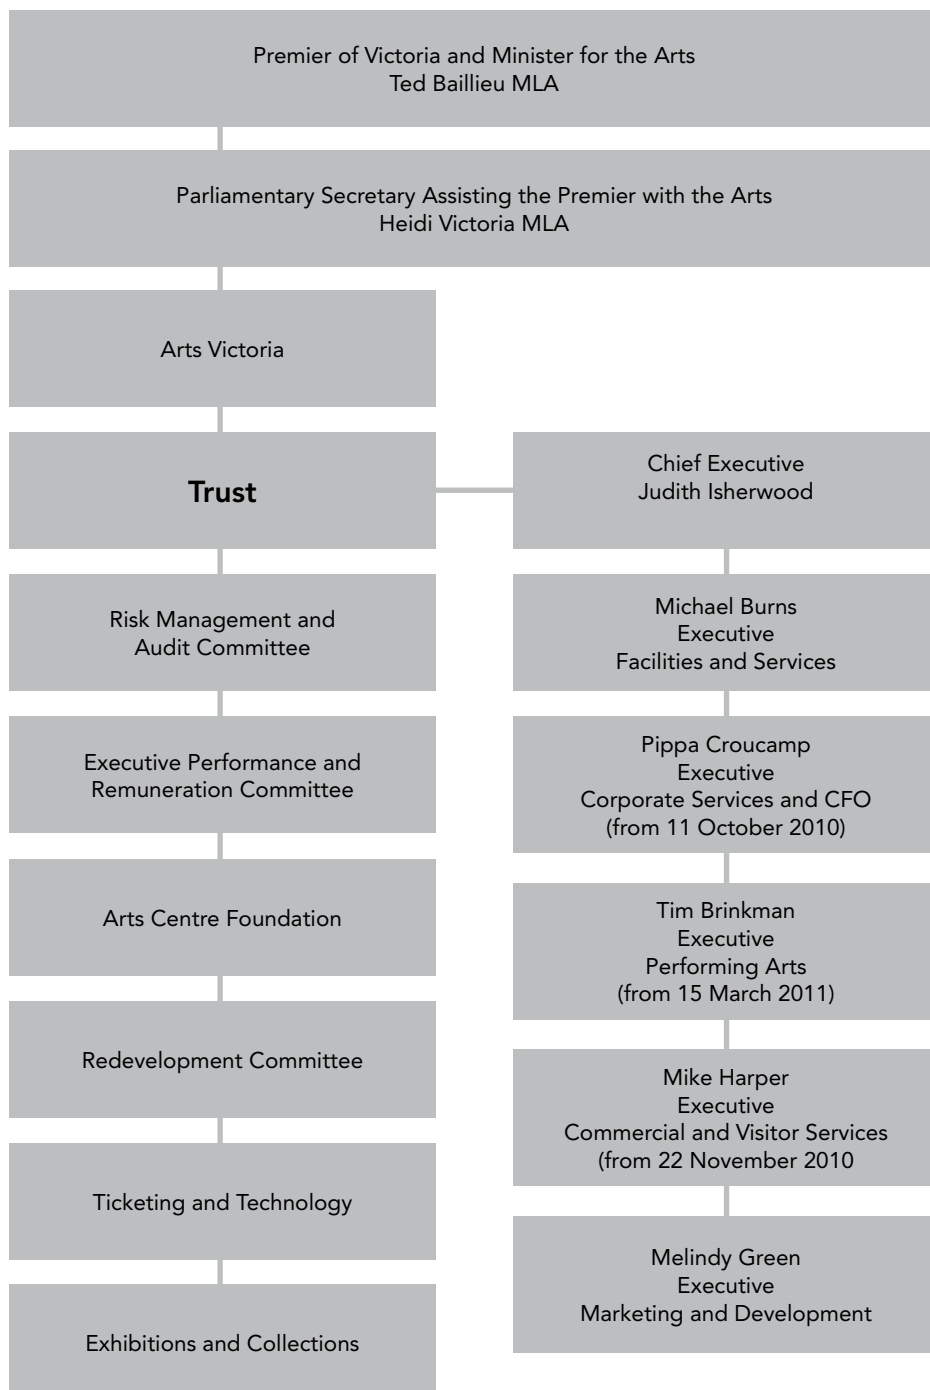 Premier of Victoria and Minister for the Arts
Ted Baillieu MLA
Parliamentary Secretary Assisting the Premier with the Arts
Heidi Victoria MLA
Arts Victoria
Trust
Chief Executive
Judith Isherwood
Risk Management and
Audit Committee
Executive Performance and
Remuneration Committee
Arts Centre Foundation
Redevelopment Committee
Ticketing and Technology
Exhibitions and Collections
Michael Burns
Executive
Facilities and Services
Pippa Croucamp
Executive
Corporate Services and CFO
(from 11 October 2010)
Tim Brinkman
Executive
Performing Arts
(from 15 March 2011)
Mike Harper
Executive
Commercial and Visitor Services
(from 22 November 2010
Melindy Green
Executive
Marketing and Development